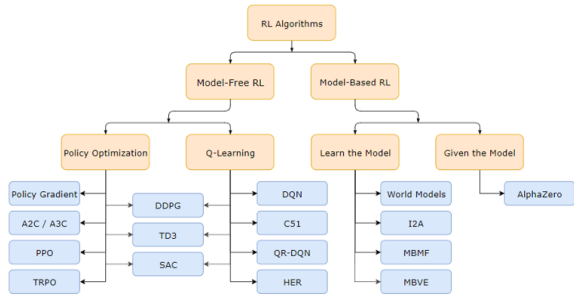 RL Algorithms
Model-Free RL
Model-Based RL
Policy Optimization
Q-Learning
Learn the Model
Given the Model
Policy Gradient
A2C / A3C
PPO
TRPO
DDPG
TD3
SAC
DQN
C51
QR-DQN
HER
World Models
I2A
MBMF
MBVE
AlphaZero